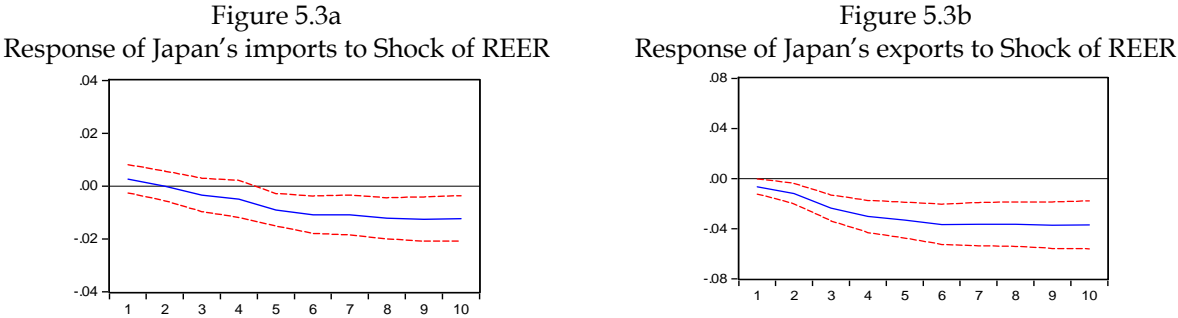 Figure 5.3a
Response of Japan's imports to Shock of REER
.04
.02
.00
-.02
-.04
1 2 3 4 5 6 7 8 9 10
Figure 5.3b
Response of Japan's exports to Shock of REER
.08
.04
.00
-.04
-.08
1 2 3 4 5 6 7 8 9 10